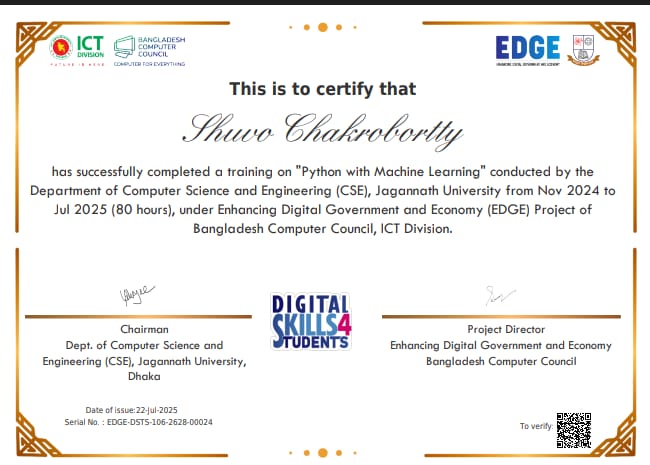 ICT
DIVISION
FUTURE IS HERE
BANGLADESH
COMPUTER
COUNCIL
COMPUTER FOR EVERYTHING
EDGE
ENHANCING DIGITAL GOVERNMENT AND ECONOMY
This is to certify that
Shuvo Chakrobortty
has successfully completed a training on "Python with Machine Learning" conducted by the
Department of Computer Science and Engineering (CSE), Jagannath University from Nov 2024 to
Jul 2025 (80 hours), under Enhancing Digital Government and Economy (EDGE) Project of
Bangladesh Computer Council, ICT Division.
Chairman
Dept. of Computer Science and
Engineering (CSE), Jagannath University,
Dhaka
DIGITAL
SKILLS4
STUDENTS
Project Director
Enhancing Digital Government and Economy
Bangladesh Computer Council
Date of issue:22-Jul-2025
Serial No. : EDGE-DSTS-106-2628-00024
To verify: